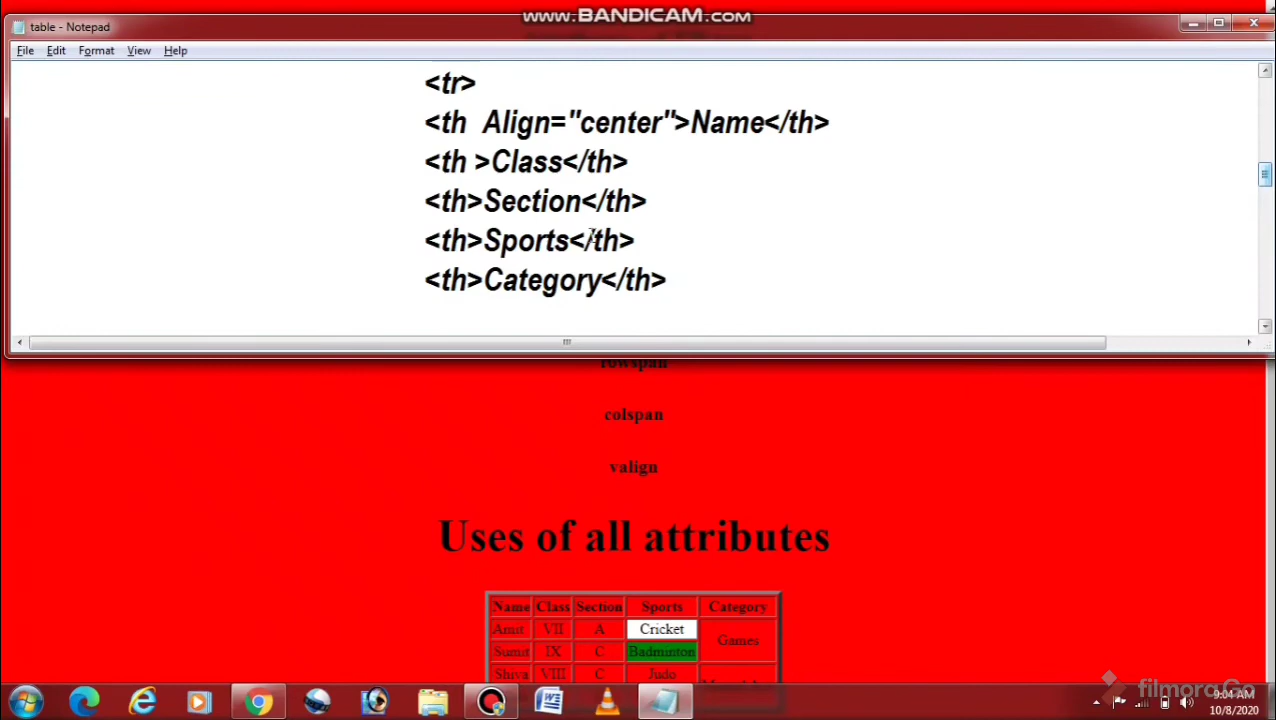 www.BANDICAM.com
table - Notepad
File Edit Format View Help
<tr>
<th  Align="center">Name</th>
<th >Class</th>
<th>Section</th>
<th>Sports</th>
<th>Category</th>
rowspan
colspan
valign
Uses of all attributes
Name Class Section Sports Category
Amit VII A Cricket Games
Sumit IX C Badminton
Shiva VIII C Judo
filmoraGo
9:04 AM
10/8/2020